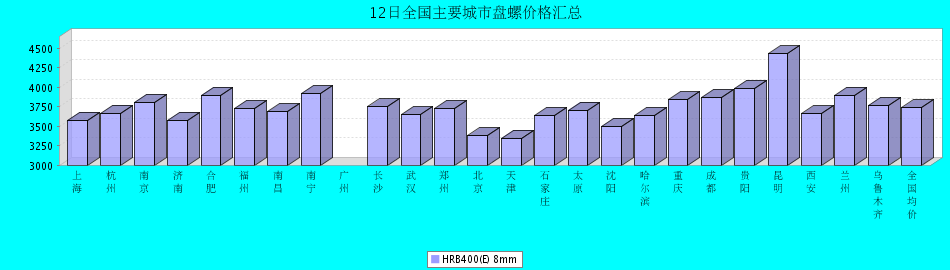 12日全国主要城市盘螺价格汇总
4500
4250
4000
3750
3500
3250
3000
上海
杭州
南京
济南
合肥
福州
南昌
南宁
广州
长沙
武汉
郑州
北京
天津
石家庄
太原
沈阳
哈尔滨
重庆
成都
贵阳
昆明
西安
兰州
乌鲁木齐
全国均价
HRB400(E) 8mm